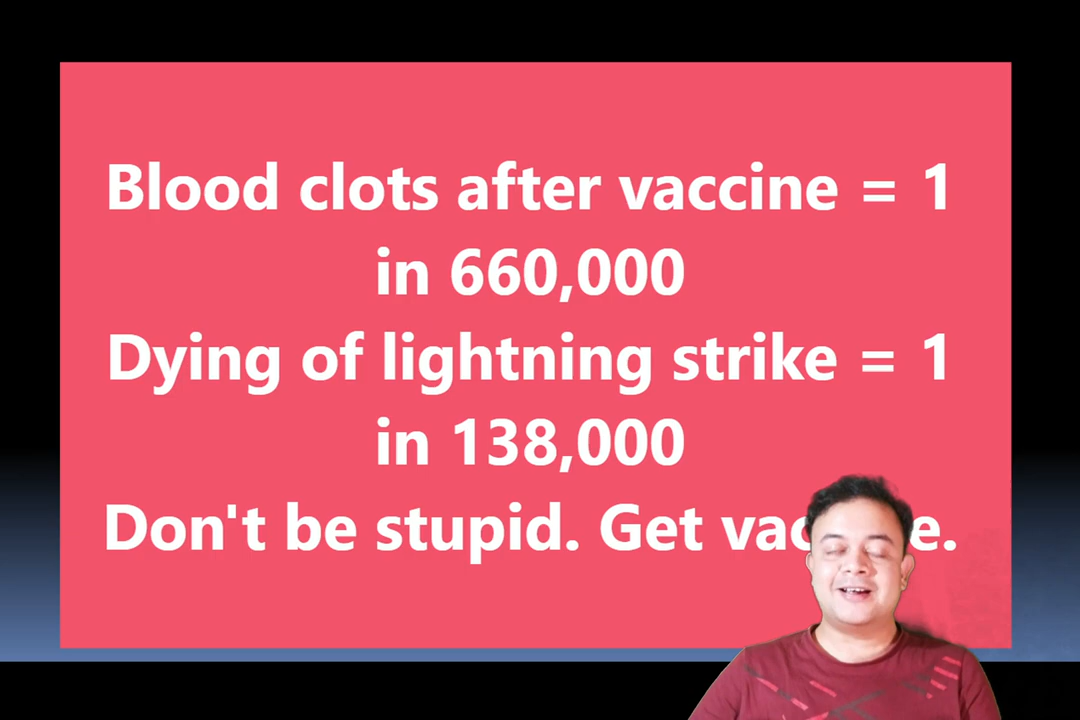 Blood clots after vaccine = 1
in 660,000
Dying of lightning strike = 1
in 138,000
Don't be stupid. Get